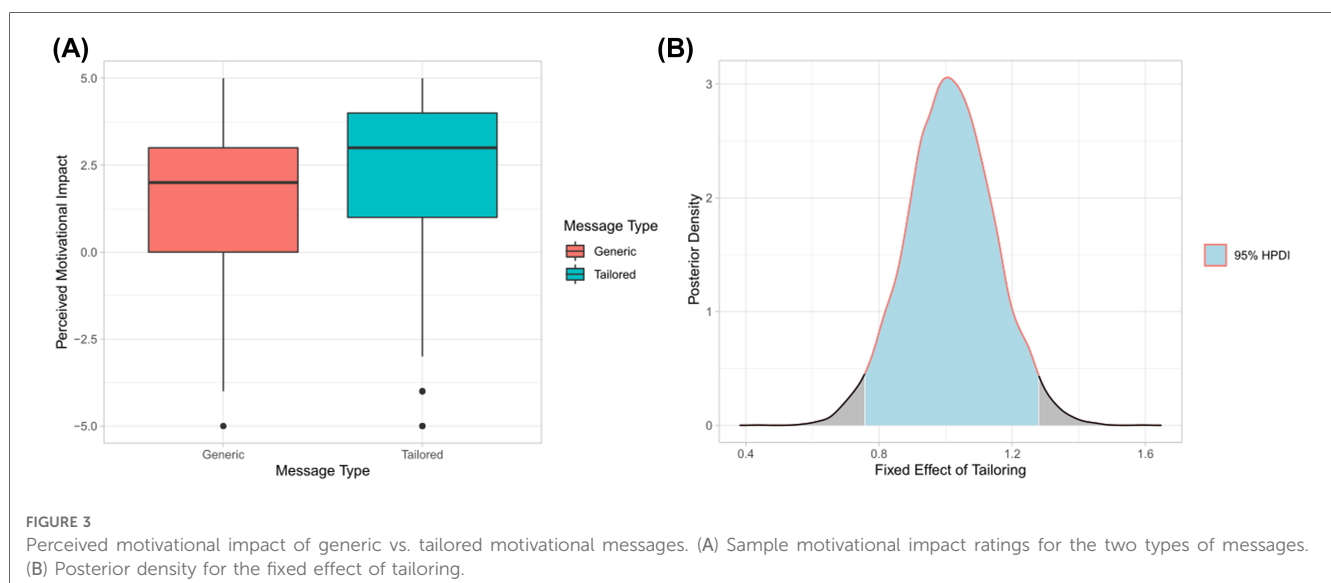 (A)
5.0
2.5
0.0
−2.5
−5.0
Perceived Motivational Impact
Generic
Tailored
Message Type
Message Type
Generic
Tailored
(B)
3
2
1
0
Posterior Density
0.4
0.8
1.2
1.6
Fixed Effect of Tailoring
95% HPDI
FIGURE 3
Perceived motivational impact of generic vs. tailored motivational messages. (A) Sample motivational impact ratings for the two types of messages.
(B) Posterior density for the fixed effect of tailoring.